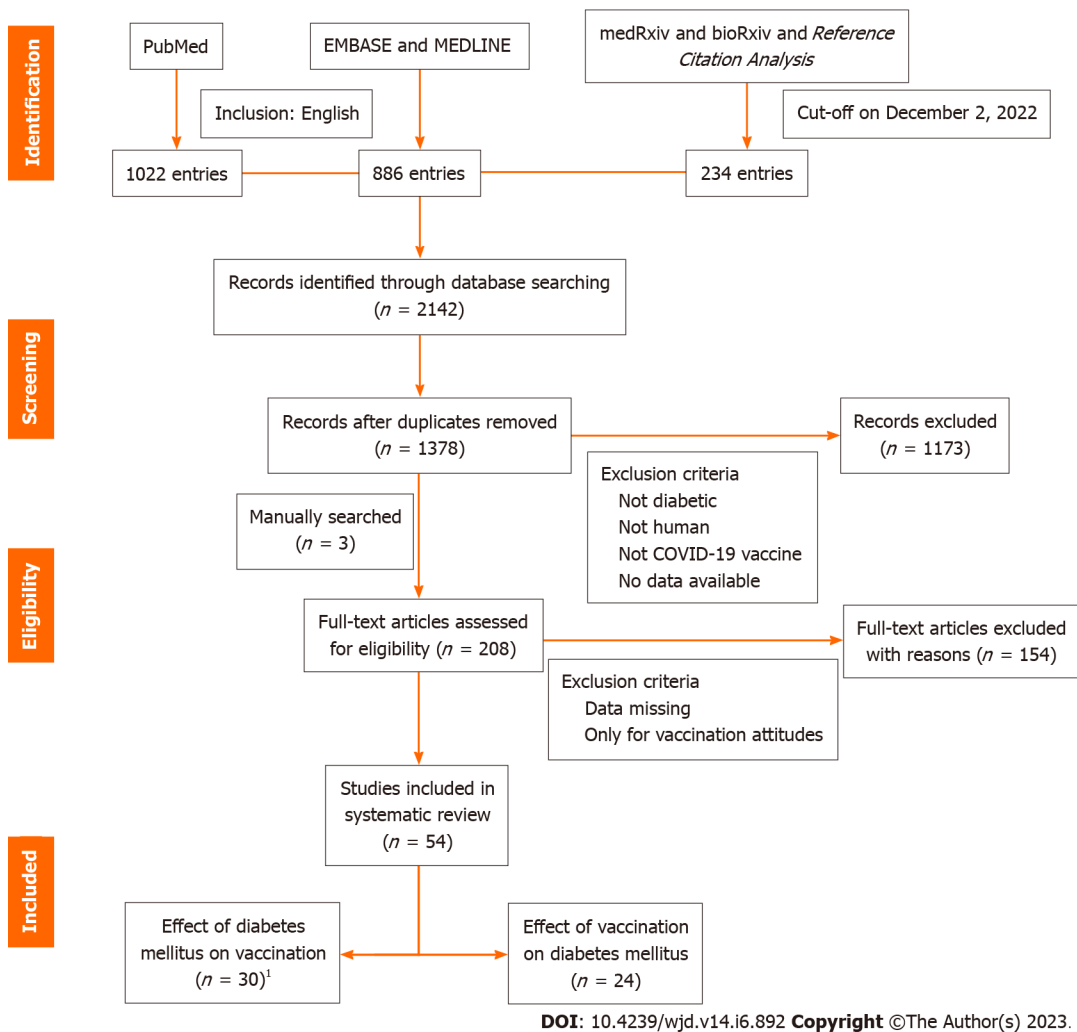 Identification
PubMed
EMBASE and MEDLINE
medRxiv and bioRxiv and Reference
Citation Analysis
Inclusion: English
Cut-off on December 2, 2022
1022 entries
886 entries
234 entries
Records identified through database searching
(n = 2142)
Screening
Records after duplicates removed
(n = 1378)
Records excluded
(n = 1173)
Exclusion criteria
Not diabetic
Not human
Not COVID-19 vaccine
No data available
Manually searched
(n = 3)
Eligibility
Full-text articles assessed
for eligibility (n = 208)
Full-text articles excluded
with reasons (n = 154)
Exclusion criteria
Data missing
Only for vaccination attitudes
Studies included in
systematic review
(n = 54)
Included
Effect of diabetes
mellitus on vaccination
(n = 30)¹
Effect of vaccination
on diabetes mellitus
(n = 24)
DOI: 10.4239/wjd.v14.i6.892 Copyright ©The Author(s) 2023.